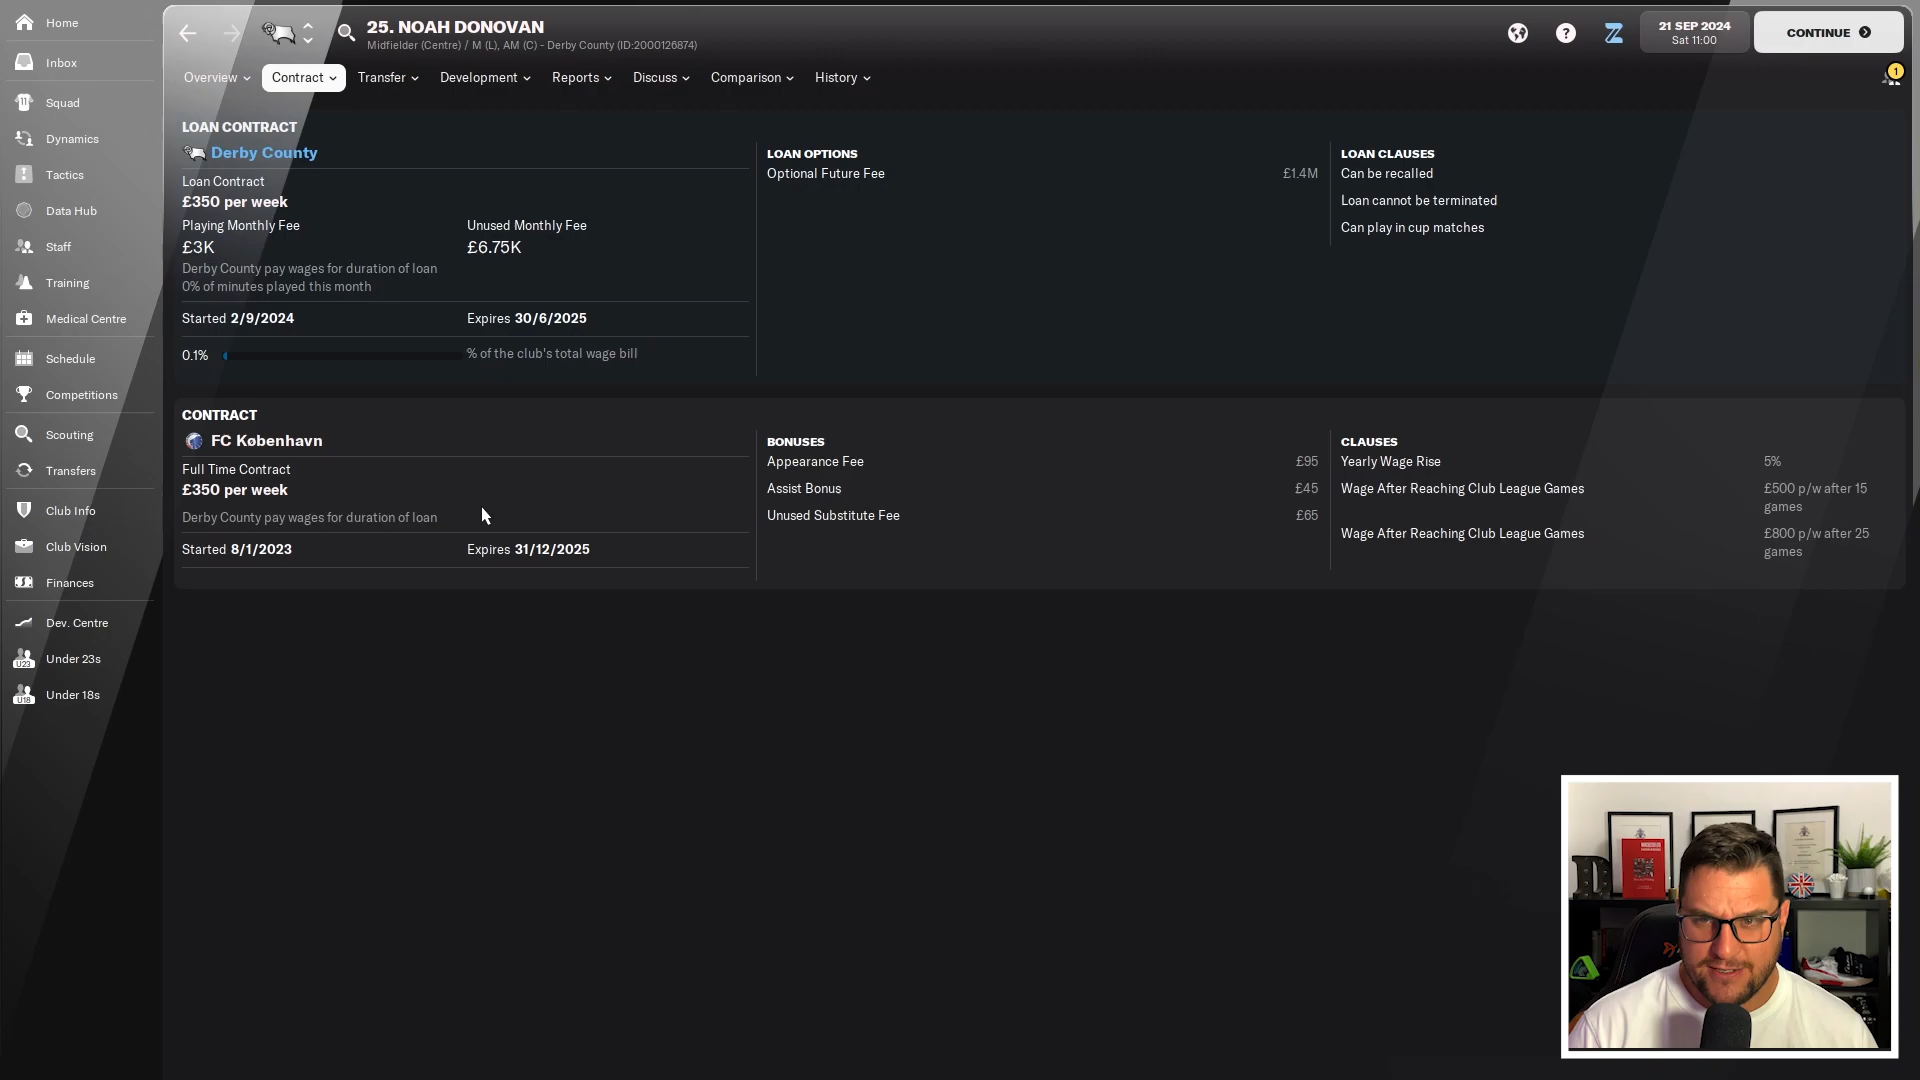 Home
Inbox
Squad
Dynamics
Tactics
Data Hub
Staff
Training
Medical Centre
Schedule
Competitions
Scouting
Transfers
Club Info
Club Vision
Finances
Dev. Centre
U23
Under 23s
U18
Under 18s
25. NOAH DONOVAN
Midfielder (Centre) / M (L), AM (C) - Derby County (ID:2000126874)
21 SEP 2024
Sat 11:00
CONTINUE
Overview
Contract
Transfer
Development
Reports
Discuss
Comparison
History
1
LOAN CONTRACT
Derby County
Loan Contract
£350 per week
Playing Monthly Fee Unused Monthly Fee
£3K £6.75K
Derby County pay wages for duration of loan
0% of minutes played this month
Started 2/9/2024 Expires 30/6/2025
0.1% % of the club's total wage bill
LOAN OPTIONS
Optional Future Fee £1.4M
LOAN CLAUSES
Can be recalled
Loan cannot be terminated
Can play in cup matches
CONTRACT
FC København
Full Time Contract
£350 per week
Derby County pay wages for duration of loan
Started 8/1/2023 Expires 31/12/2025
BONUSES
Appearance Fee £95
Assist Bonus £45
Unused Substitute Fee £65
CLAUSES
Yearly Wage Rise 5%
Wage After Reaching Club League Games £500 p/w after 15
games
Wage After Reaching Club League Games £800 p/w after 25
games
D